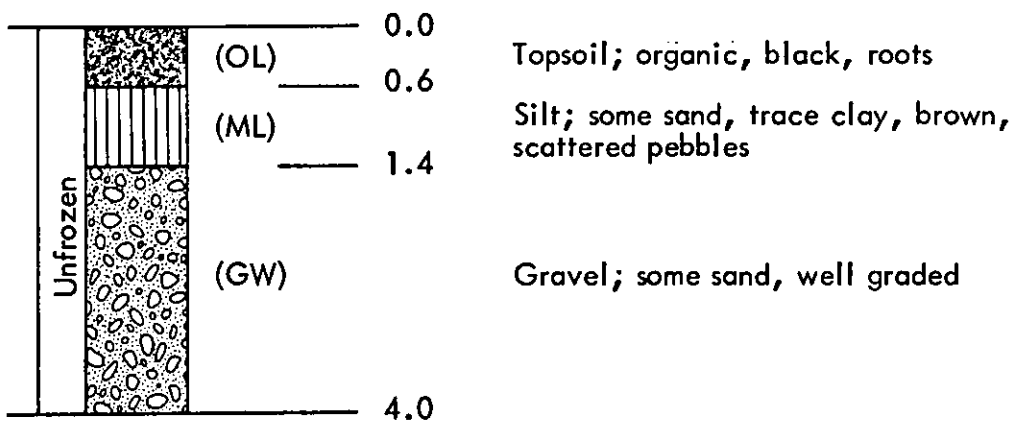 0.0
(OL)
Topsoil; organic, black, roots
0.6
(ML)
Silt; some sand, trace clay, brown,
scattered pebbles
1.4
Unfrozen
(GW)
Gravel; some sand, well graded
4.0